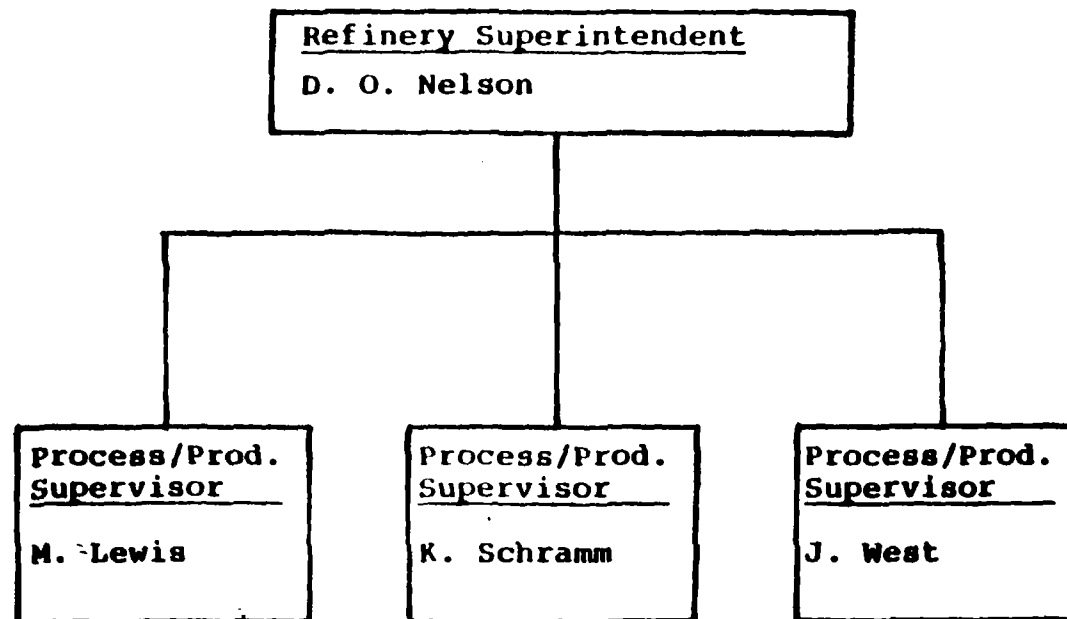 Refinery Superintendent
D. O. Nelson
Process/Prod.
Supervisor
M. Lewis
Process/Prod.
Supervisor
K. Schramm
Process/Prod.
Supervisor
J. West